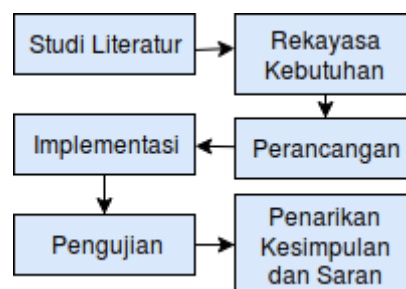 Studi Literatur
Rekayasa
Kebutuhan
Implementasi
Perancangan
Pengujian
Penarikan
Kesimpulan
dan Saran